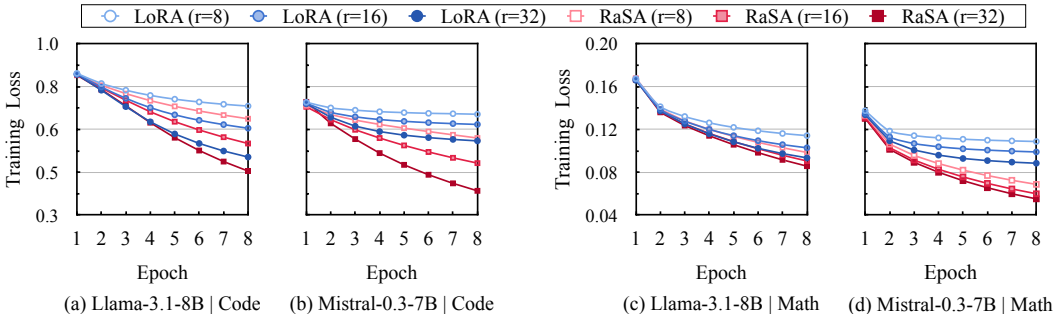 LoRA (r=8) LoRA (r=16) LoRA (r=32) RaSA (r=8) RaSA (r=16) RaSA (r=32)
Training Loss
1.0
0.8
0.6
0.5
0.3
1 2 3 4 5 6 7 8
Epoch
(a) Llama-3.1-8B | Code
1 2 3 4 5 6 7 8
Epoch
(b) Mistral-0.3-7B | Code
Training Loss
0.20
0.16
0.12
0.08
0.04
1 2 3 4 5 6 7 8
Epoch
(c) Llama-3.1-8B | Math
1 2 3 4 5 6 7 8
Epoch
(d) Mistral-0.3-7B | Math